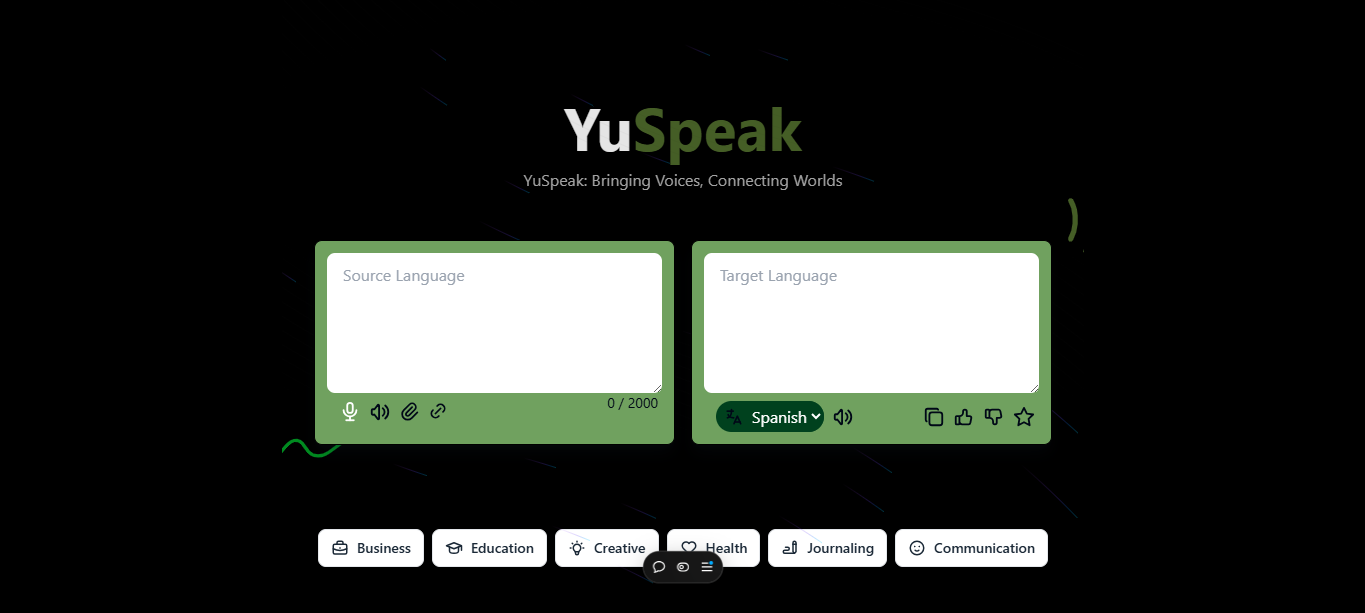 YuSpeak
YuSpeak: Bringing Voices, Connecting Worlds
Source Language
Target Language
0 / 2000
Spanish
Business
Education
Creative
Health
Journaling
Communication